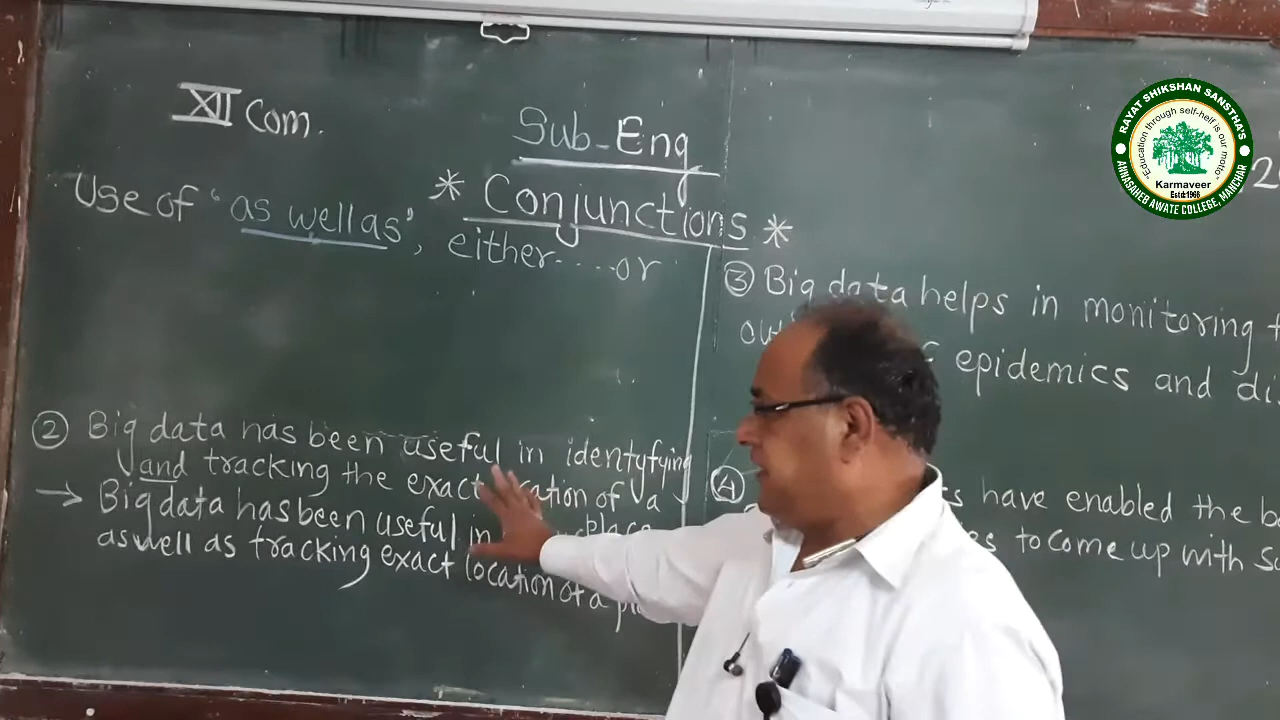 XII Com.
Sub-Eng
* Conjunctions *
Use of "as well as", either.....or
② Big data has been useful in identyfying
and tracking the exact location of a
place
→ Big data has been useful in
as well as tracking exact location of a
③ Big data helps in monitoring
epidemics and
④ have enabled the
to come up with
RAYAT SHIKSHAN SANSTHA'S
Education through self-help is our motto
Karmaveer
Estd:1966
ANNASAHEB AWATE COLLEGE, MANCHAR